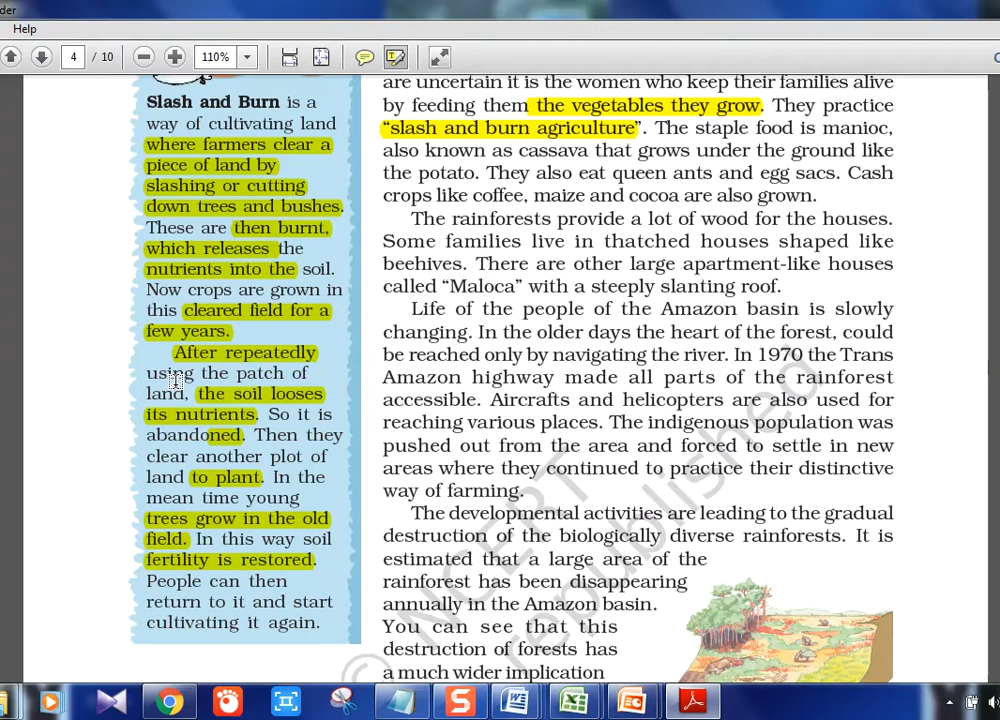 der
Help
4 / 10
110%
Slash and Burn is a
way of cultivating land
where farmers clear a
piece of land by
slashing or cutting
down trees and bushes.
These are then burnt,
which releases the
nutrients into the soil.
Now crops are grown in
this cleared field for a
few years.
After repeatedly
using the patch of
land, the soil looses
its nutrients. So it is
abandoned. Then they
clear another plot of
land to plant. In the
mean time young
trees grow in the old
field. In this way soil
fertility is restored.
People can then
return to it and start
cultivating it again.
are uncertain it is the women who keep their families alive
by feeding them the vegetables they grow. They practice
“slash and burn agriculture”. The staple food is manioc,
also known as cassava that grows under the ground like
the potato. They also eat queen ants and egg sacs. Cash
crops like coffee, maize and cocoa are also grown.
The rainforests provide a lot of wood for the houses.
Some families live in thatched houses shaped like
beehives. There are other large apartment-like houses
called “Maloca” with a steeply slanting roof.
Life of the people of the Amazon basin is slowly
changing. In the older days the heart of the forest, could
be reached only by navigating the river. In 1970 the Trans
Amazon highway made all parts of the rainforest
accessible. Aircrafts and helicopters are also used for
reaching various places. The indigenous population was
pushed out from the area and forced to settle in new
areas where they continued to practice their distinctive
way of farming.
The developmental activities are leading to the gradual
destruction of the biologically diverse rainforests. It is
estimated that a large area of the
rainforest has been disappearing
annually in the Amazon basin.
You can see that this
destruction of forests has
a much wider implication
© NCERT
republished